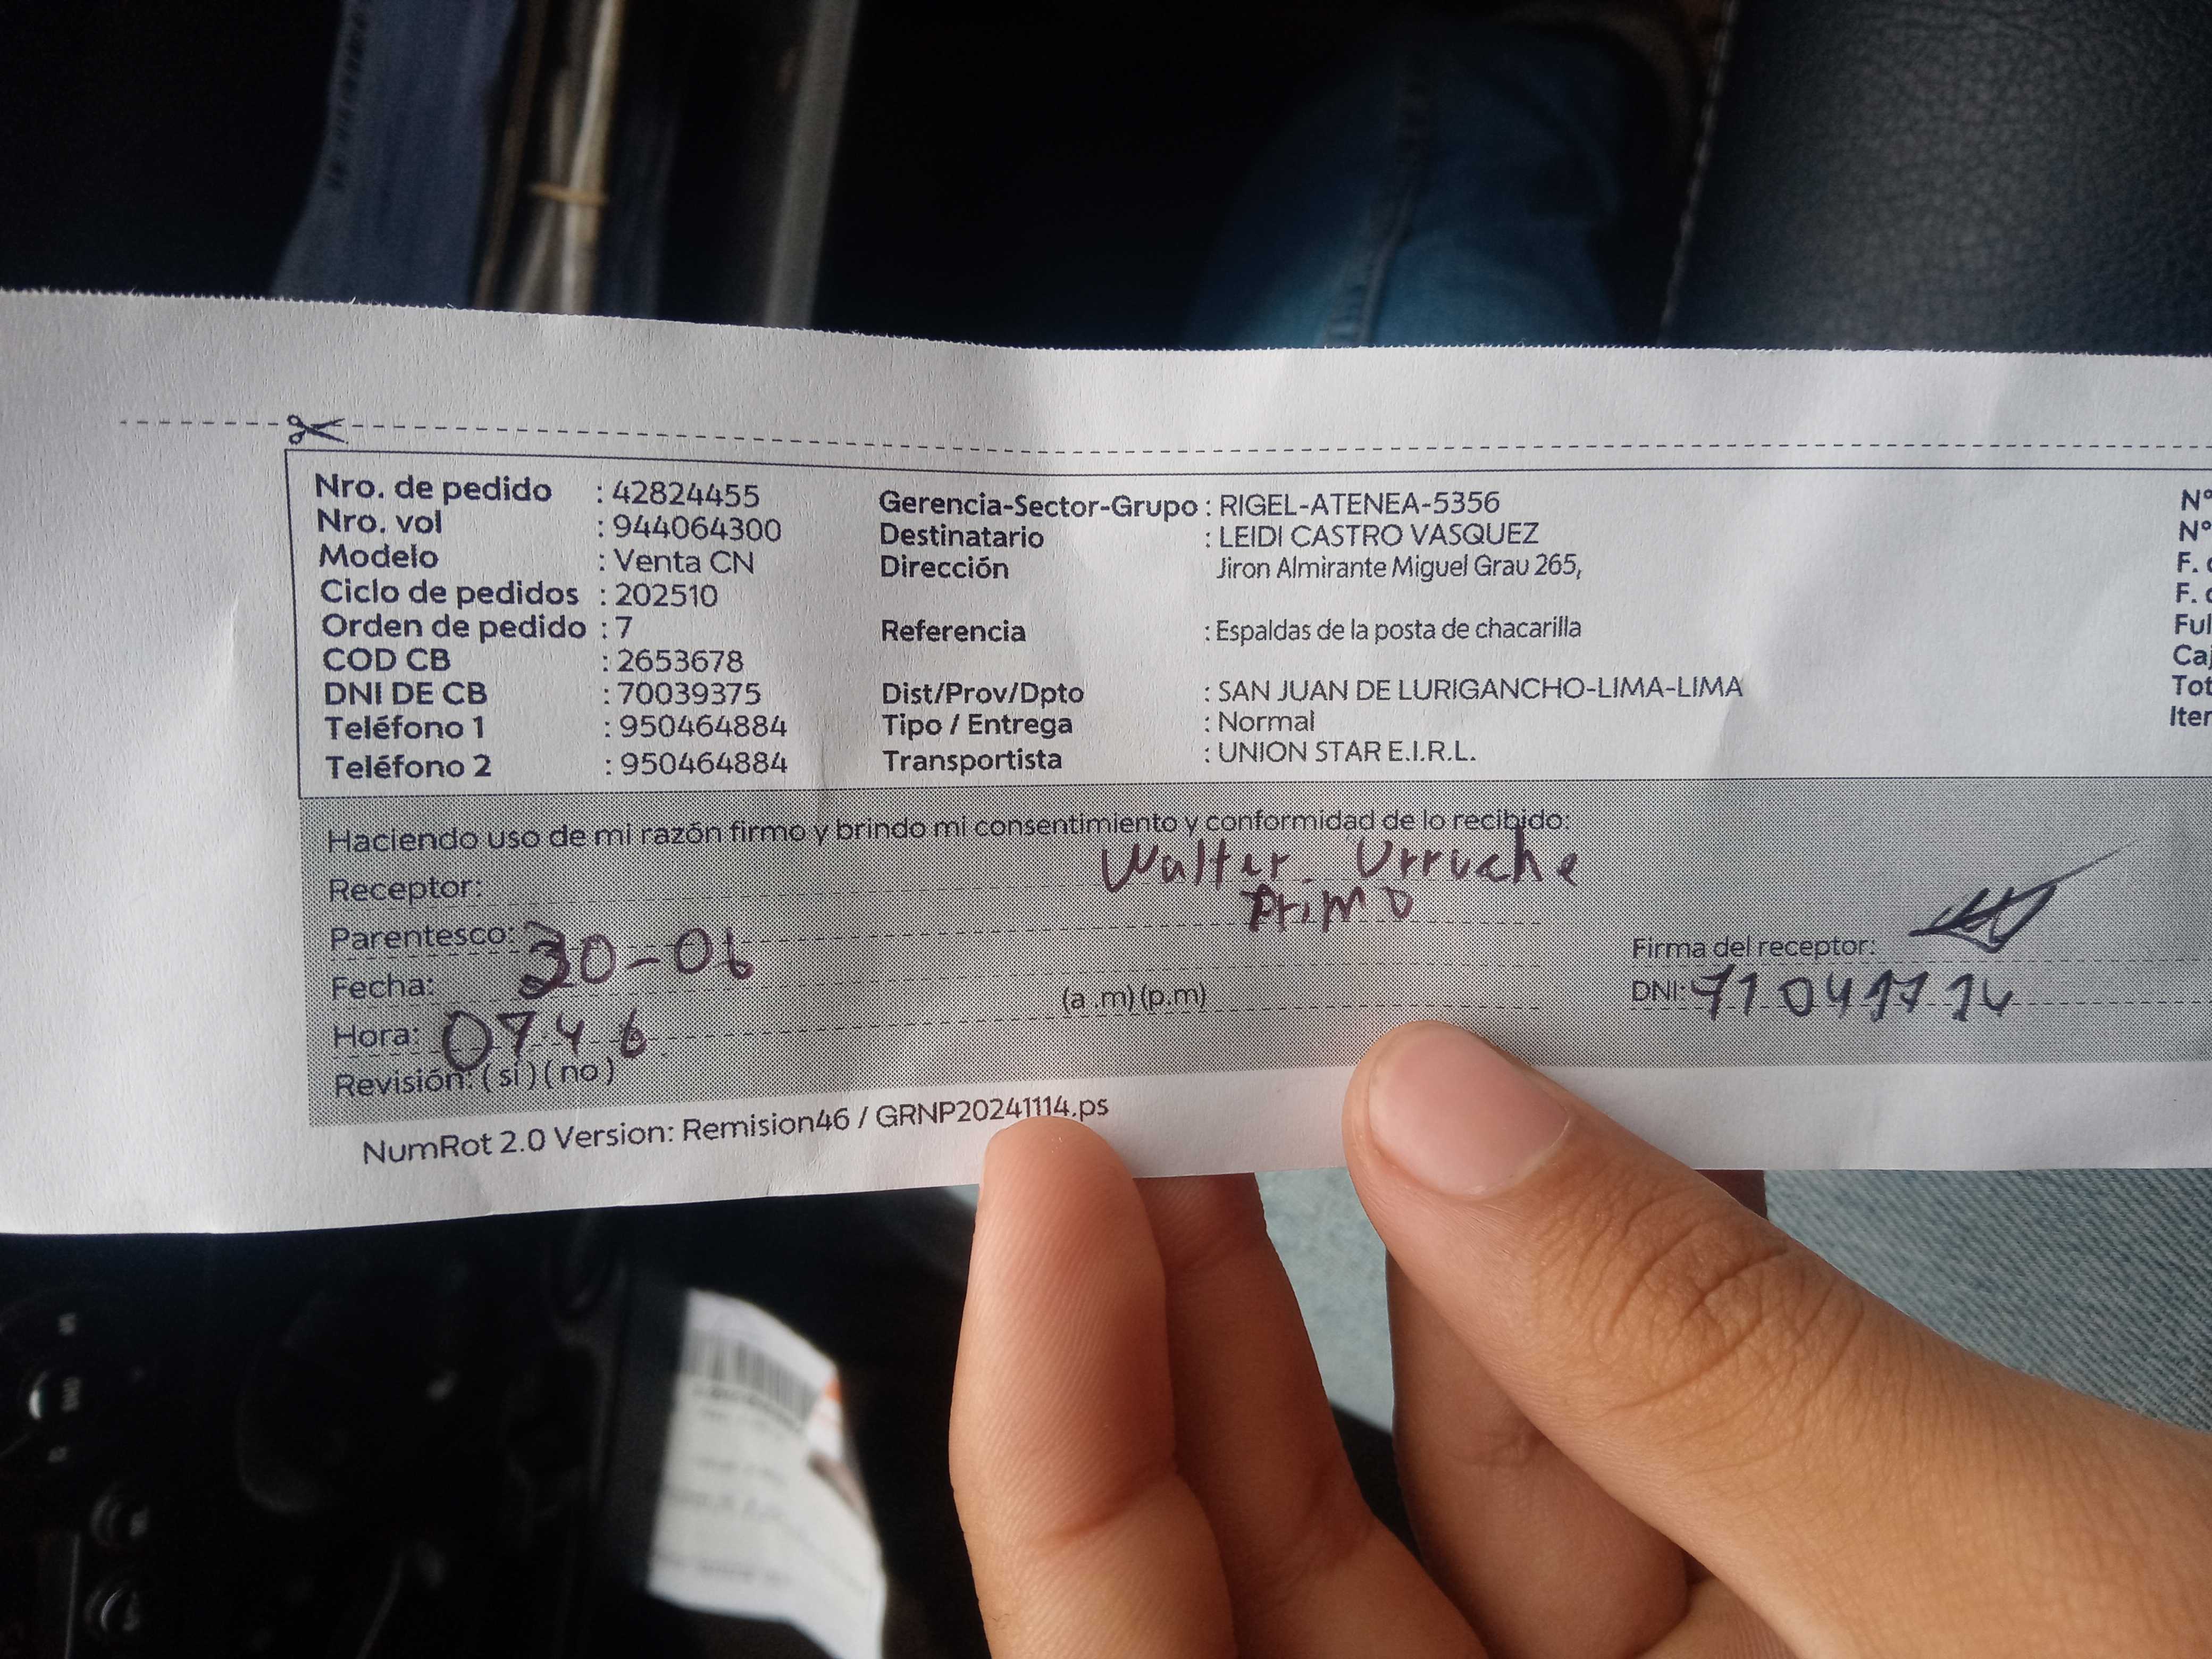 Nro. de pedido : 42824455
Nro. vol : 944064300
Modelo : Venta CN
Ciclo de pedidos : 202510
Orden de pedido : 7
COD CB : 2653678
DNI DE CB : 70039375
Teléfono 1 : 950464884
Teléfono 2 : 950464884
Gerencia-Sector-Grupo : RIGEL-ATENEA-5356
Destinatario : LEIDI CASTRO VASQUEZ
Dirección Jiron Almirante Miguel Grau 265,
Referencia : Espaldas de la posta de chacarilla
Dist/Prov/Dpto : SAN JUAN DE LURIGANCHO-LIMA-LIMA
Tipo / Entrega : Normal
Transportista : UNION STAR E.I.R.L.
N°
N°
F.
F.
Ful
Caj
Tot
Iter
Haciendo uso de mi razón firmo y brindo mi consentimiento y conformidad de lo recibido:
Receptor: Walter Urruche
Parentesco: Primo
Fecha: 30-06
Hora: 0746 (a .m) (p.m)
Revisión: (si) (no)
Firma del receptor:
DNI:
NumRot 2.0 Version: Remision46 / GRNP20241114.ps